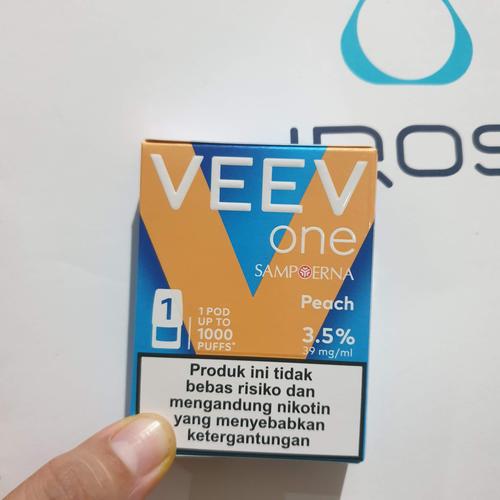 IROS
VEEV
one
SAMPOERNA
Peach
1
1 POD
UP TO
1000
PUFFS*
3.5%
39 mg/ml
Produk ini tidak
bebas risiko dan
mengandung nikotin
yang menyebabkan
ketergantungan